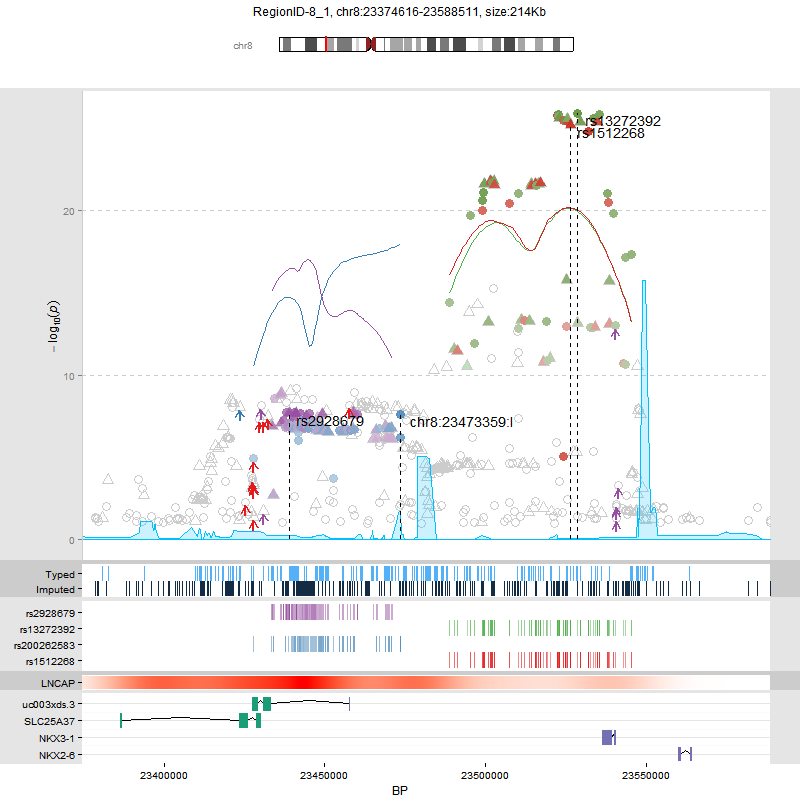 RegionID-8_1, chr8:23374616-23588511, size:214Kb
chr8
rs13272392
rs1512268
20
− log10(p)
10
rs2928679
chr8:23473359:I
0
Typed
Imputed
rs2928679
rs13272392
rs200262583
rs1512268
LNCAP
uc003xds.3
SLC25A37
NKX3-1
NKX2-6
23400000 23450000 23500000 23550000
BP